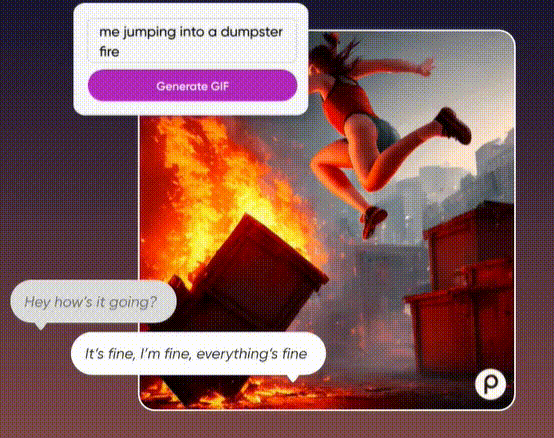 me jumping into a dumpster
fire
Generate GIF
Hey how's it going?
It's fine, I'm fine, everything's fine